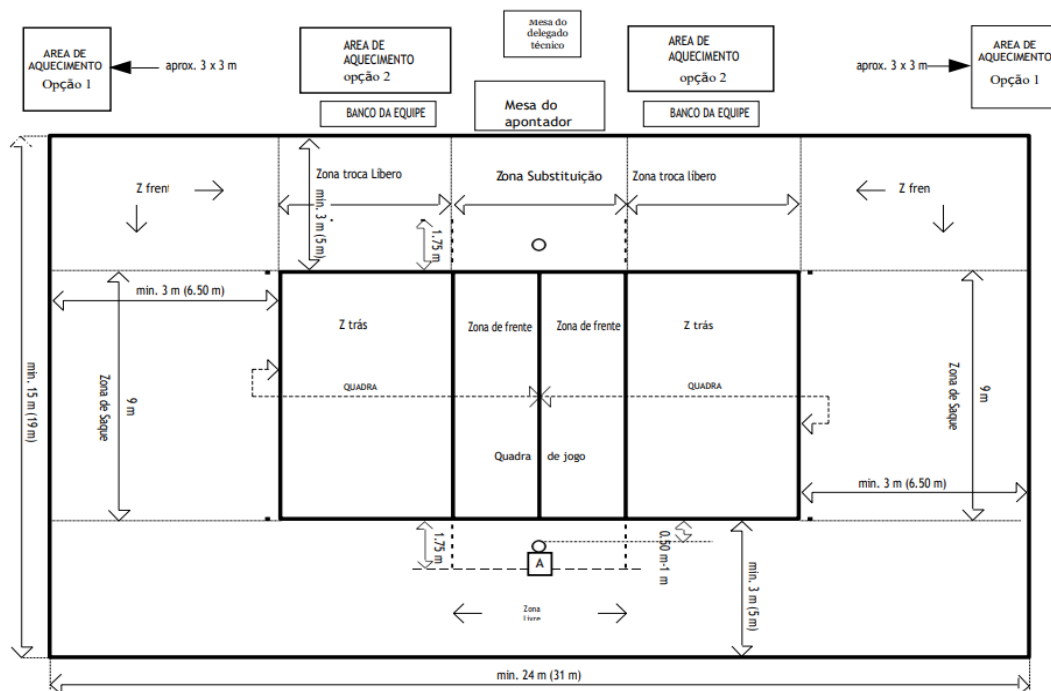 Mesa do
delegado
técnico
AREA DE
AQUECIMENTO
Opção 1
aprox. 3 x 3 m
AREA DE
AQUECIMENTO
opção 2
AREA DE
AQUECIMENTO
opção 2
aprox. 3 x 3 m
AREA DE
AQUECIMENTO
Opção 1
BANCO DA EQUIPE
Mesa do
apontador
BANCO DA EQUIPE
Z frent
Zona troca Líbero
Zona Substituição
Zona troca líbero
Z fren
min. 3 m (5 m)
1.75 m
min. 3 m (6.50 m)
Z trás
Zona de frente
Zona de frente
Z trás
min. 15 m (19 m)
Zona de Saque
9 m
QUADRA
QUADRA
9 m
Zona de Saque
Quadra
de jogo
min. 3 m (6.50 m)
1.75 m
A
0.50 m-1 m
min. 3 m (5 m)
Zona
Livre
min. 24 m (31 m)